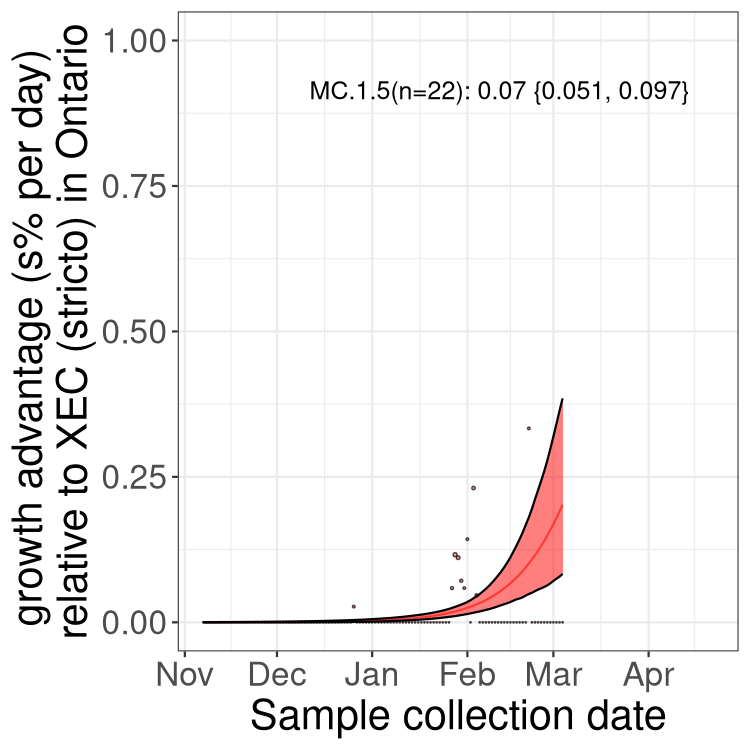 growth advantage (s% per day)
relative to XEC (stricto) in Ontario
1.00
0.75
0.50
0.25
0.00
MC.1.5(n=22): 0.07 {0.051, 0.097}
Nov Dec Jan Feb Mar Apr
Sample collection date